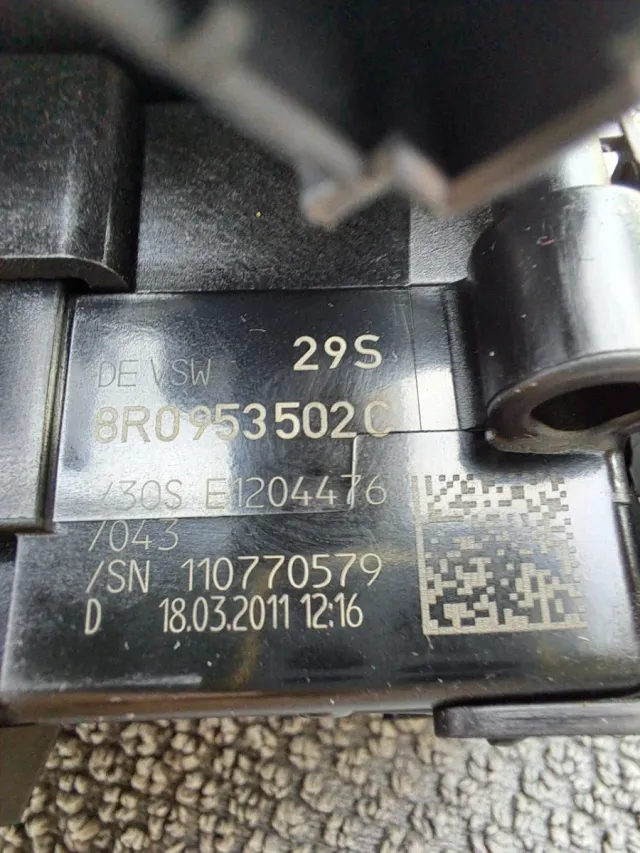 DE VSW 29S
8R0953502C
/30S E1204476
/043
/SN 110770579
D 18.03.2011 12:16